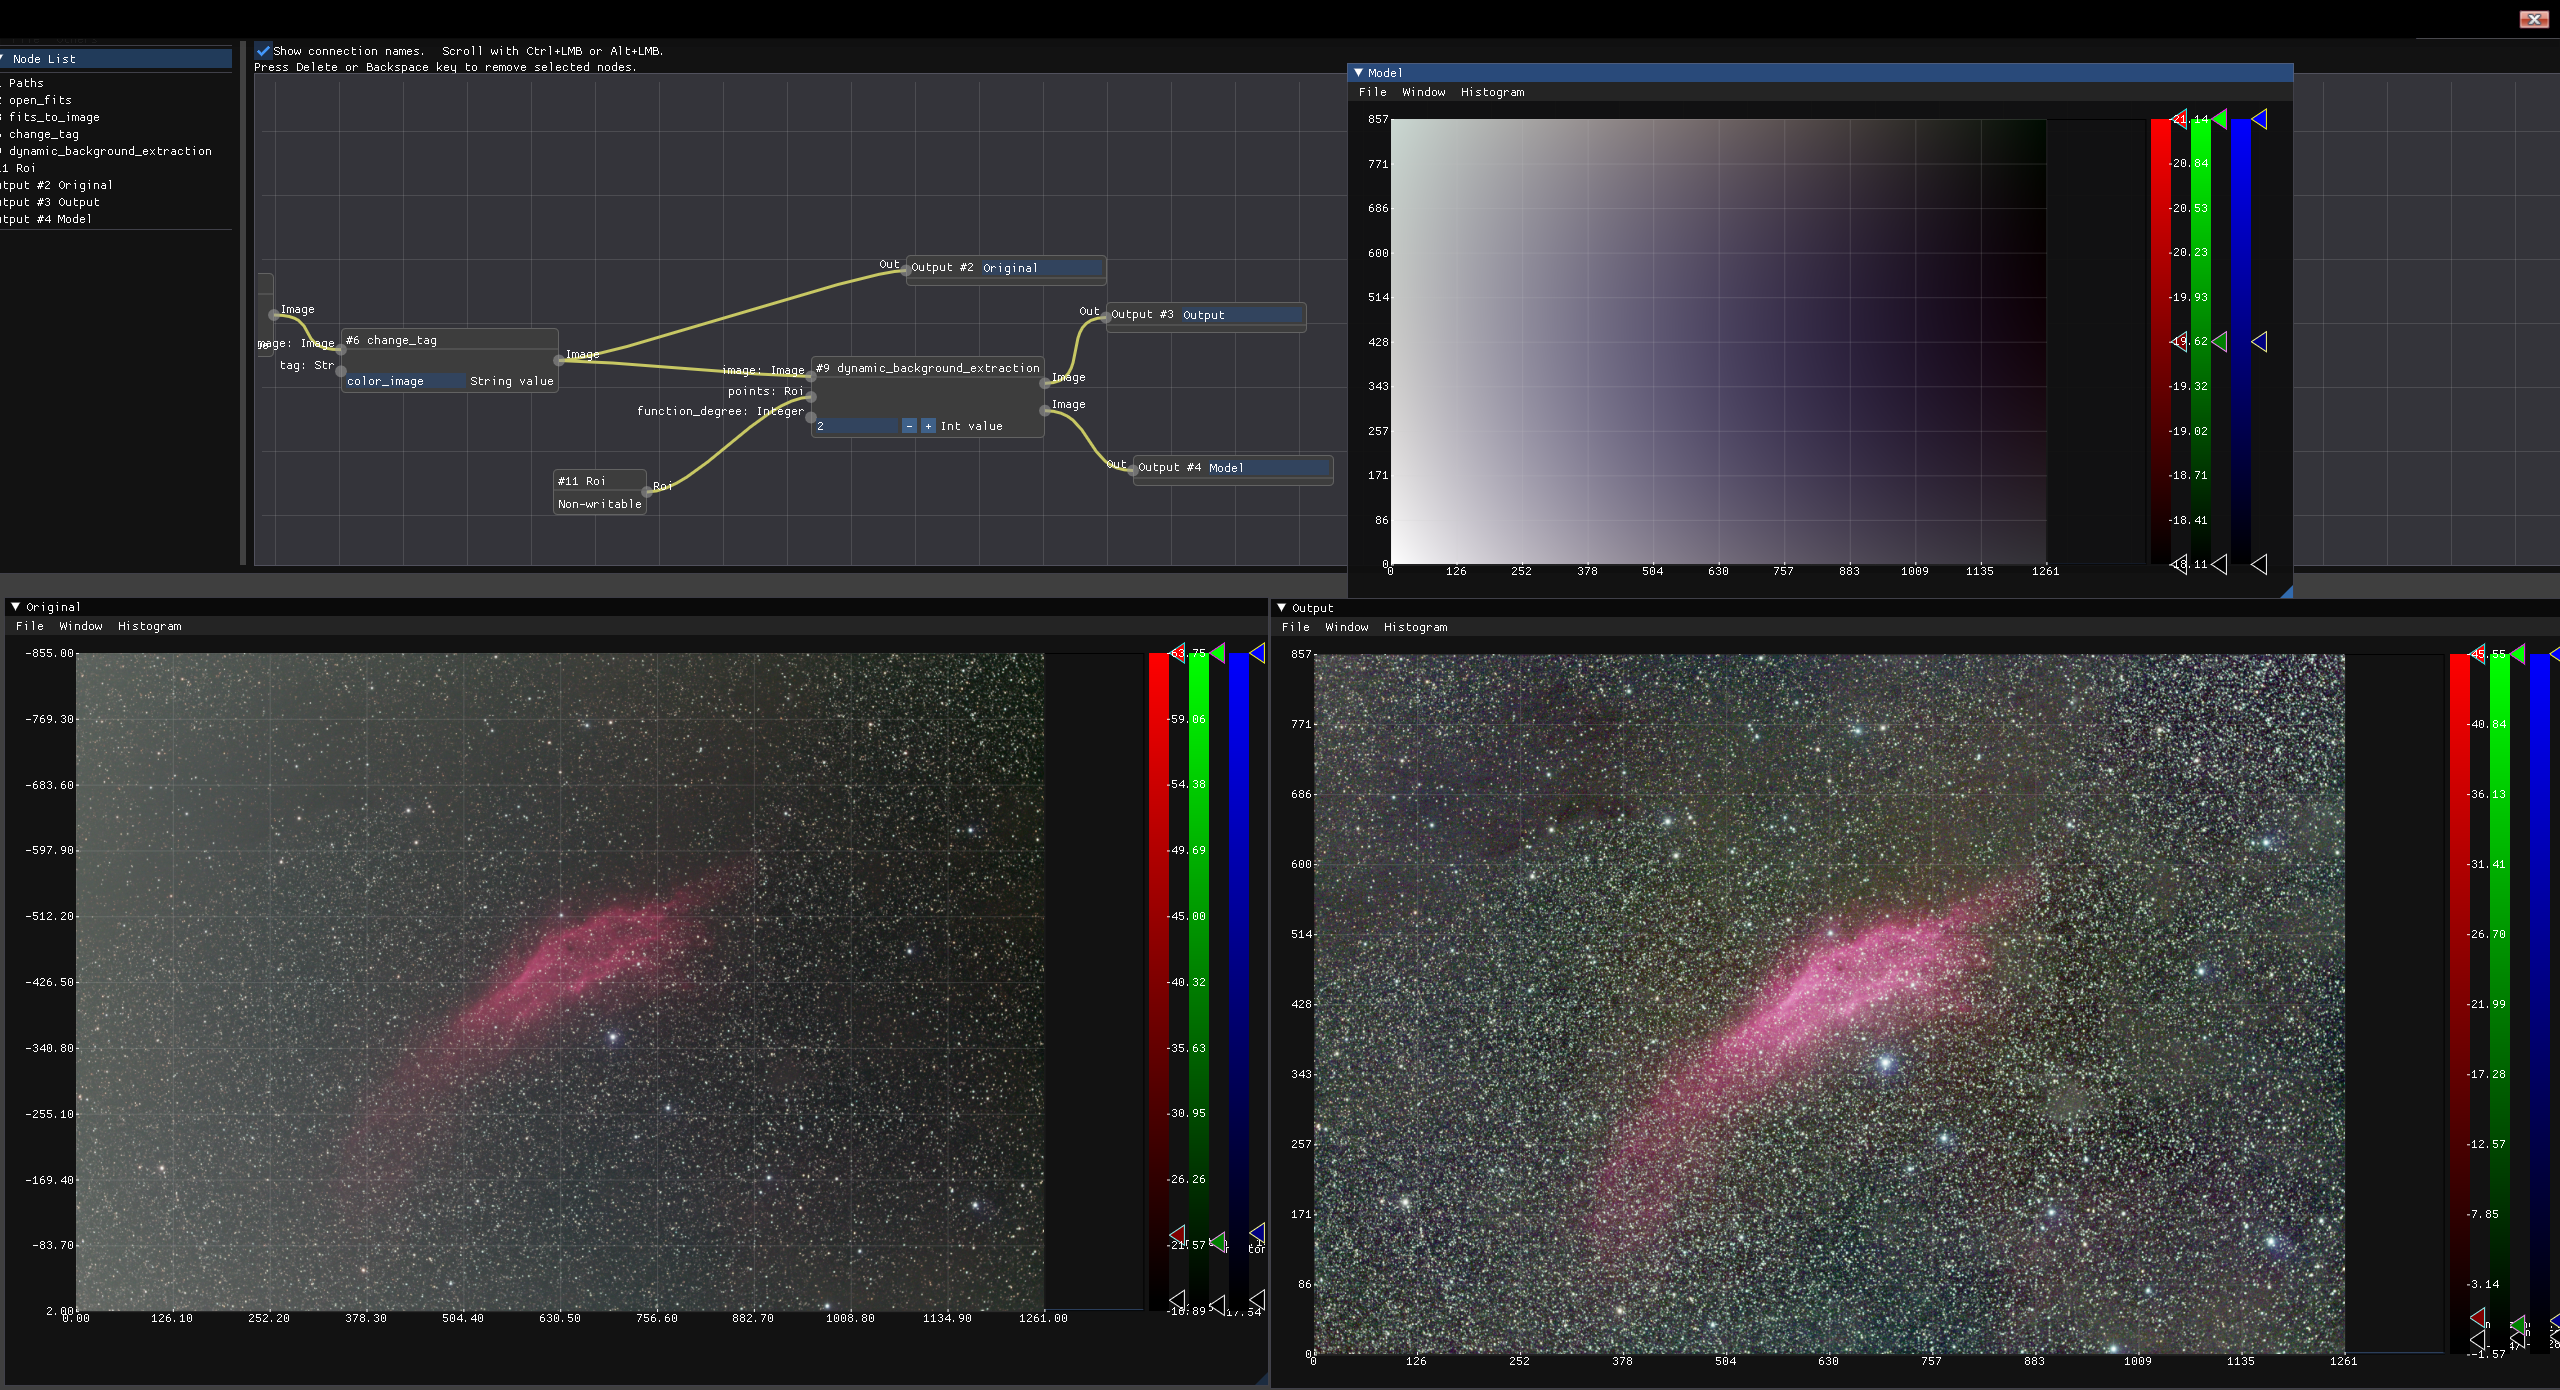 Node List
Paths
open_fits
fits_to_image
change_tag
dynamic_background_extraction
1 Roi
tput #2 Original
tput #3 Output
tput #4 Model
Show connection names. Scroll with Ctrl+LMB or Alt+LMB.
Press Delete or Backspace key to remove selected nodes.
Image
mage: Image
#6 change_tag
tag: Str
color_image String value
Image
Out
Output #2 Original
Out
Output #3 Output
image: Image
#9 dynamic_background_extraction
Image
points: Roi
Image
function_degree: Integer
2 - + Int value
Out
Output #4 Model
#11 Roi
Roi
Non-writable
Model
File Window Histogram
857
771
686
600
514
428
343
257
171
86
0
0 126 252 378 504 630 757 883 1009 1135 1261
21.14
20.84
20.53
20.23
19.93
19.62
19.32
19.02
18.71
18.41
18.11
Original
File Window Histogram
-855.00
-769.30
-683.60
-597.90
-512.20
-426.50
-340.80
-255.10
-169.40
-83.70
2.00
0.00 126.10 252.20 378.30 504.40 630.50 756.60 882.70 1008.80 1134.90 1261.00
63.75
59.06
54.38
49.69
45.00
40.32
35.63
30.95
26.26
21.57
16.89
17.54
Output
File Window Histogram
857
771
686
600
514
428
343
257
171
86
0
0 126 252 378 504 630 757 883 1009 1135 1261
45.55
40.84
36.13
31.41
26.70
21.99
17.28
12.57
7.85
3.14
-1.57